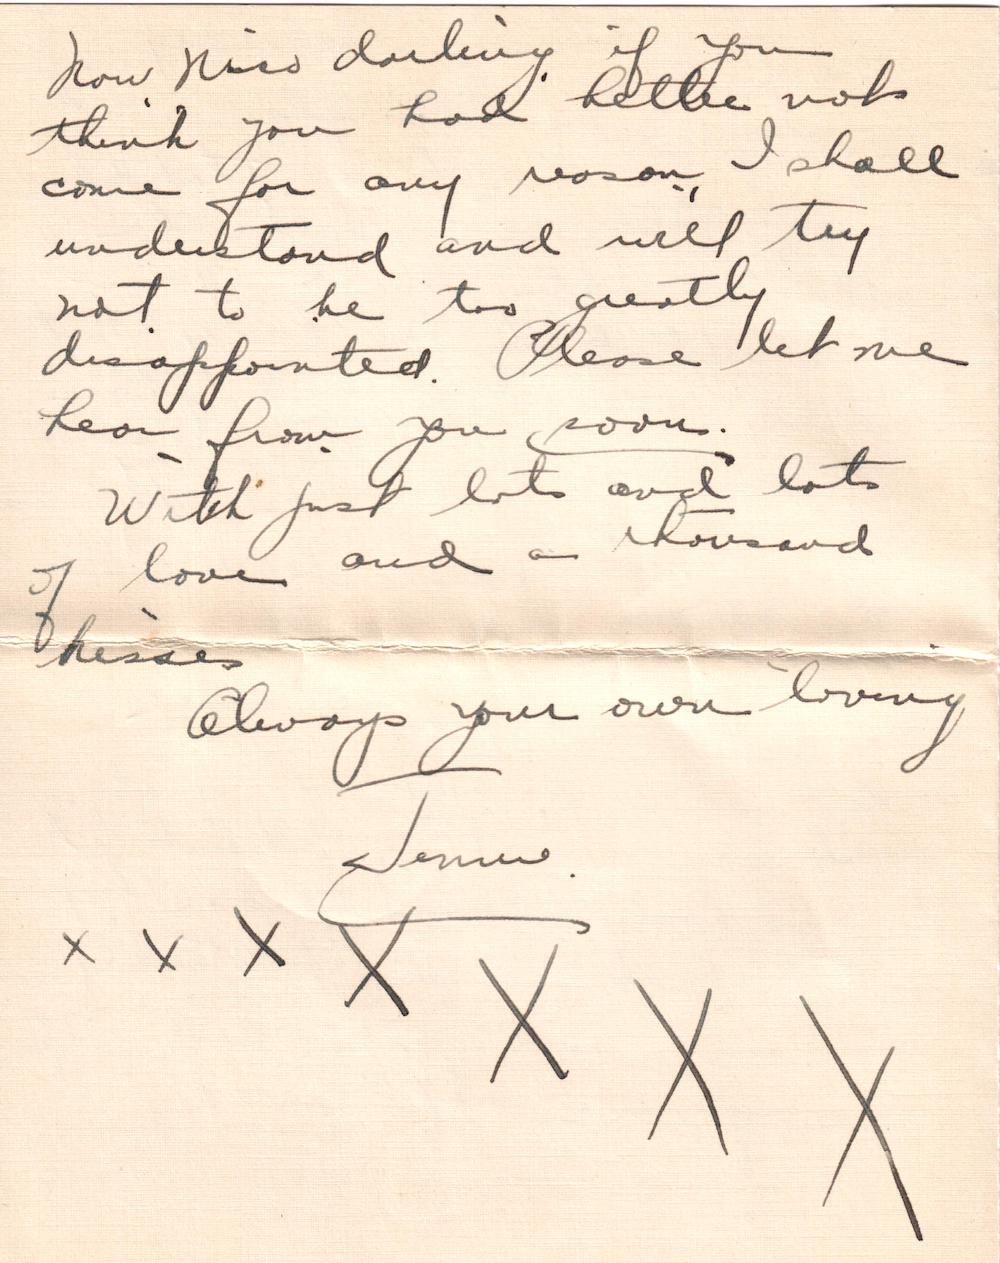 Now Nico darling if you
think you had better not
come for any reason, I shall
understand and will try
not to be too greatly
disappointed. Please let me
hear from you soon.
With just lots and lots
of love and a thousand
kisses
Always your own loving
Jennie.
x x x X X X X